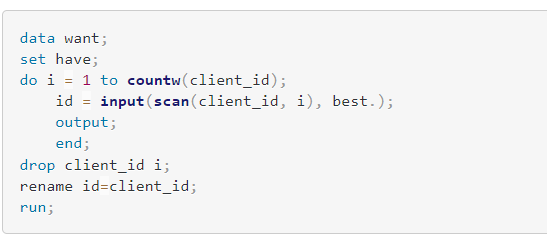 data want;
set have;
do i = 1 to countw(client_id);
    id = input(scan(client_id, i), best.);
    output;
    end;
drop client_id i;
rename id=client_id;
run;